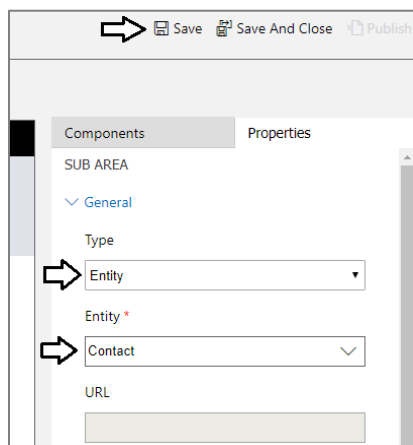 Save Save And Close Publish
Components Properties
SUB AREA
General
Type
Entity
Entity *
Contact
URL